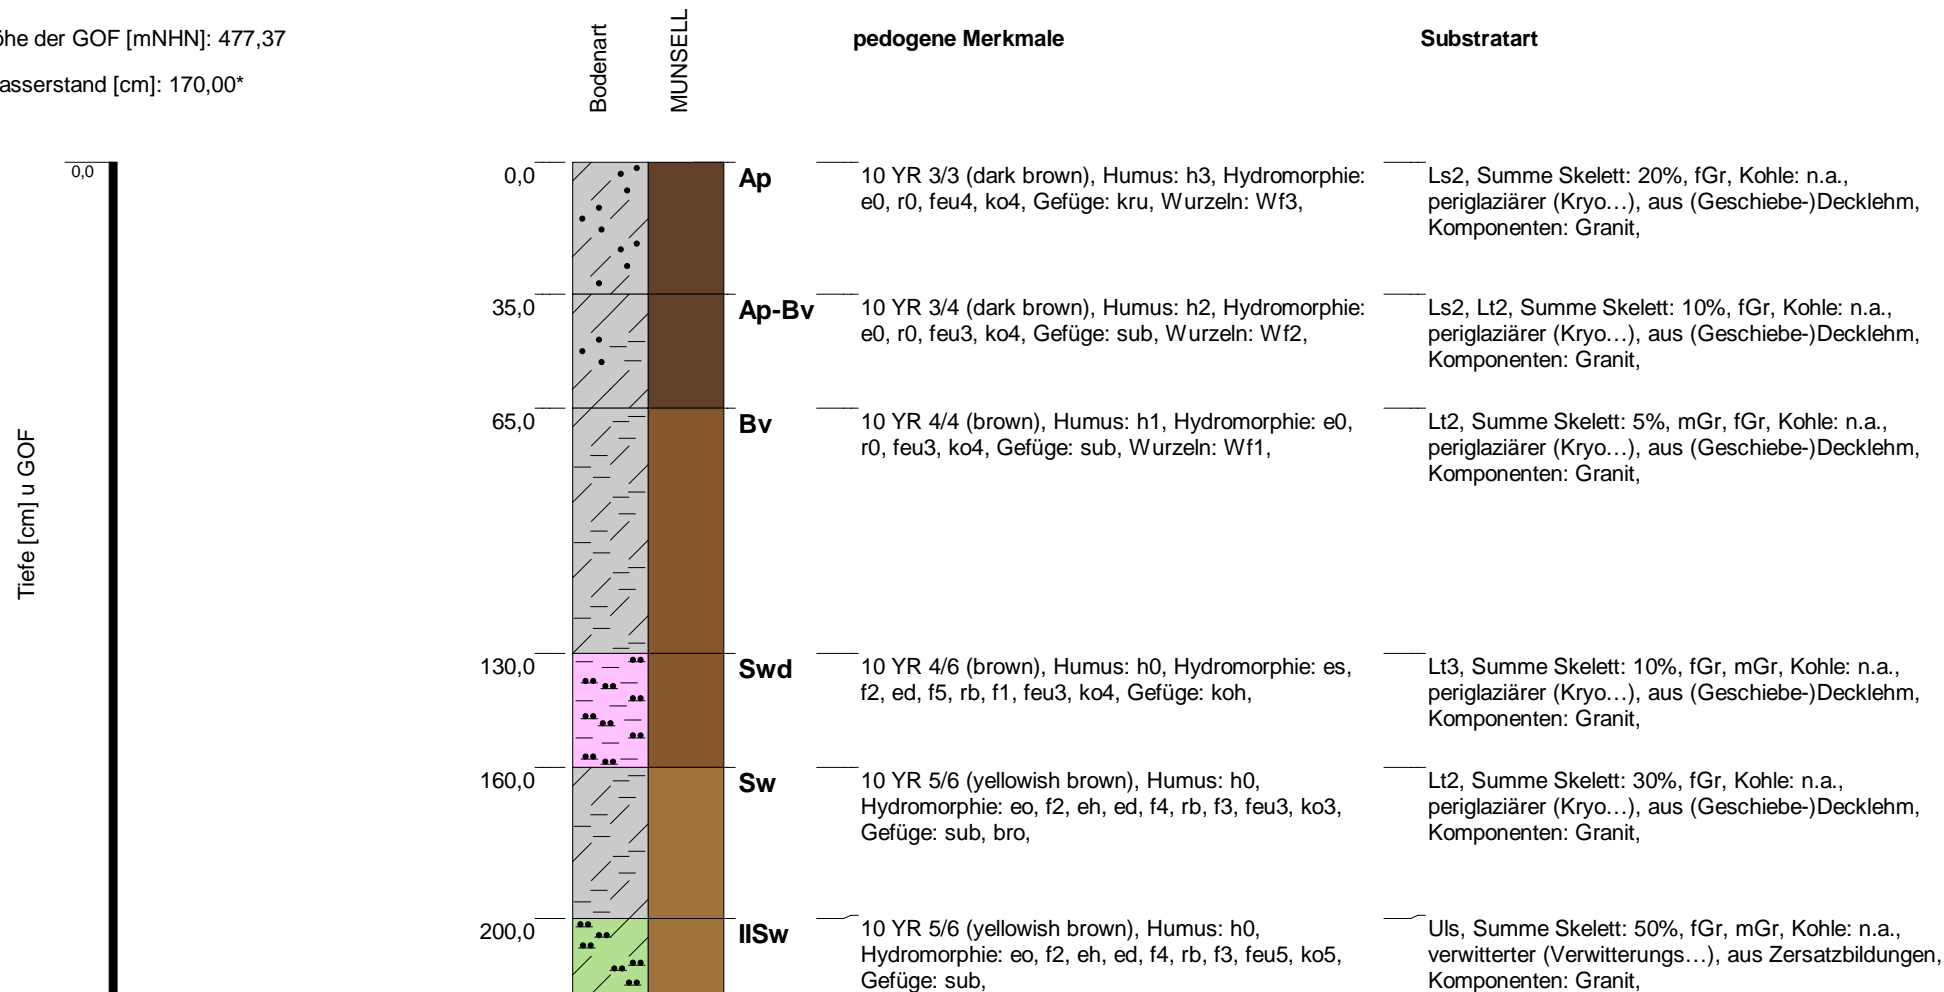 öhe der GOF [mNHN]: 477,37
asserstand [cm]: 170,00*
Bodenart
MUNSELL
pedogene Merkmale
Substratart
Tiefe [cm] u GOF
0,0
0,0
Ap
10 YR 3/3 (dark brown), Humus: h3, Hydromorphie:
e0, r0, feu4, ko4, Gefüge: kru, Wurzeln: Wf3,
Ls2, Summe Skelett: 20%, fGr, Kohle: n.a.,
periglaziärer (Kryo…), aus (Geschiebe-)Decklehm,
Komponenten: Granit,
35,0
Ap-Bv
10 YR 3/4 (dark brown), Humus: h2, Hydromorphie:
e0, r0, feu3, ko4, Gefüge: sub, Wurzeln: Wf2,
Ls2, Lt2, Summe Skelett: 10%, fGr, Kohle: n.a.,
periglaziärer (Kryo…), aus (Geschiebe-)Decklehm,
Komponenten: Granit,
65,0
Bv
10 YR 4/4 (brown), Humus: h1, Hydromorphie: e0,
r0, feu3, ko4, Gefüge: sub, Wurzeln: Wf1,
Lt2, Summe Skelett: 5%, mGr, fGr, Kohle: n.a.,
periglaziärer (Kryo…), aus (Geschiebe-)Decklehm,
Komponenten: Granit,
130,0
Swd
10 YR 4/6 (brown), Humus: h0, Hydromorphie: es,
f2, ed, f5, rb, f1, feu3, ko4, Gefüge: koh,
Lt3, Summe Skelett: 10%, fGr, mGr, Kohle: n.a.,
periglaziärer (Kryo…), aus (Geschiebe-)Decklehm,
Komponenten: Granit,
160,0
Sw
10 YR 5/6 (yellowish brown), Humus: h0,
Hydromorphie: eo, f2, eh, ed, f4, rb, f3, feu3, ko3,
Gefüge: sub, bro,
Lt2, Summe Skelett: 30%, fGr, Kohle: n.a.,
periglaziärer (Kryo…), aus (Geschiebe-)Decklehm,
Komponenten: Granit,
200,0
IISw
10 YR 5/6 (yellowish brown), Humus: h0,
Hydromorphie: eo, f2, eh, ed, f4, rb, f3, feu5, ko5,
Gefüge: sub,
Uls, Summe Skelett: 50%, fGr, mGr, Kohle: n.a.,
verwitterter (Verwitterungs…), aus Zersatzbildungen,
Komponenten: Granit,